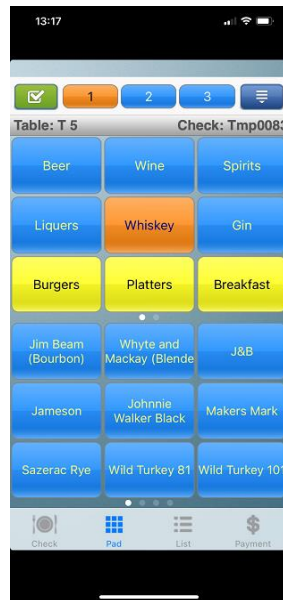 13:17
1 2 3
Table: T 5 Check: Tmp0083
Beer Wine Spirits
Liquers Whiskey Gin
Burgers Platters Breakfast
Jim Beam Whyte and J&B
(Bourbon) Mackay (Blende
Jameson Johnnie Makers Mark
Walker Black
Sazerac Rye Wild Turkey 81 Wild Turkey 101
Check Pad List Payment